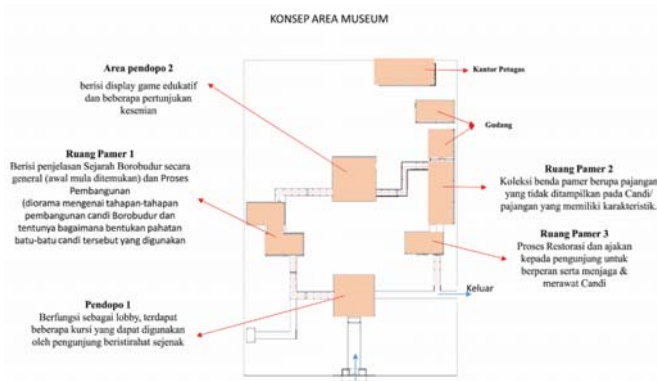 KONSEP AREA MUSEUM
Area pendopo 2
berisi display game edukatif
dan beberapa pertunjukan
kesenian
Ruang Pamer 1
Berisi penjelasan Sejarah Borobudur secara
general (awal mula ditemukan) dan Proses
Pembangunan
(diorama mengenai tahapan-tahapan
pembangunan candi Borobudur dan
tentunya bagaimana bentukan pahatan
batu-batu candi tersebut yang digunakan
Pendopo 1
Berfungsi sebagai lobby, terdapat
beberapa kursi yang dapat digunakan
oleh pengunjung beristirahat sejenak
Kantor Petugas
Gudang
Ruang Pamer 2
Koleksi benda pamer berupa pajangan
yang tidak ditampilkan pada Candi/
pajangan yang memiliki karakteristik.
Ruang Pamer 3
Proses Restorasi dan ajakan
kepada pengunjung untuk
berperan serta menjaga &
merawat Candi
Keluar